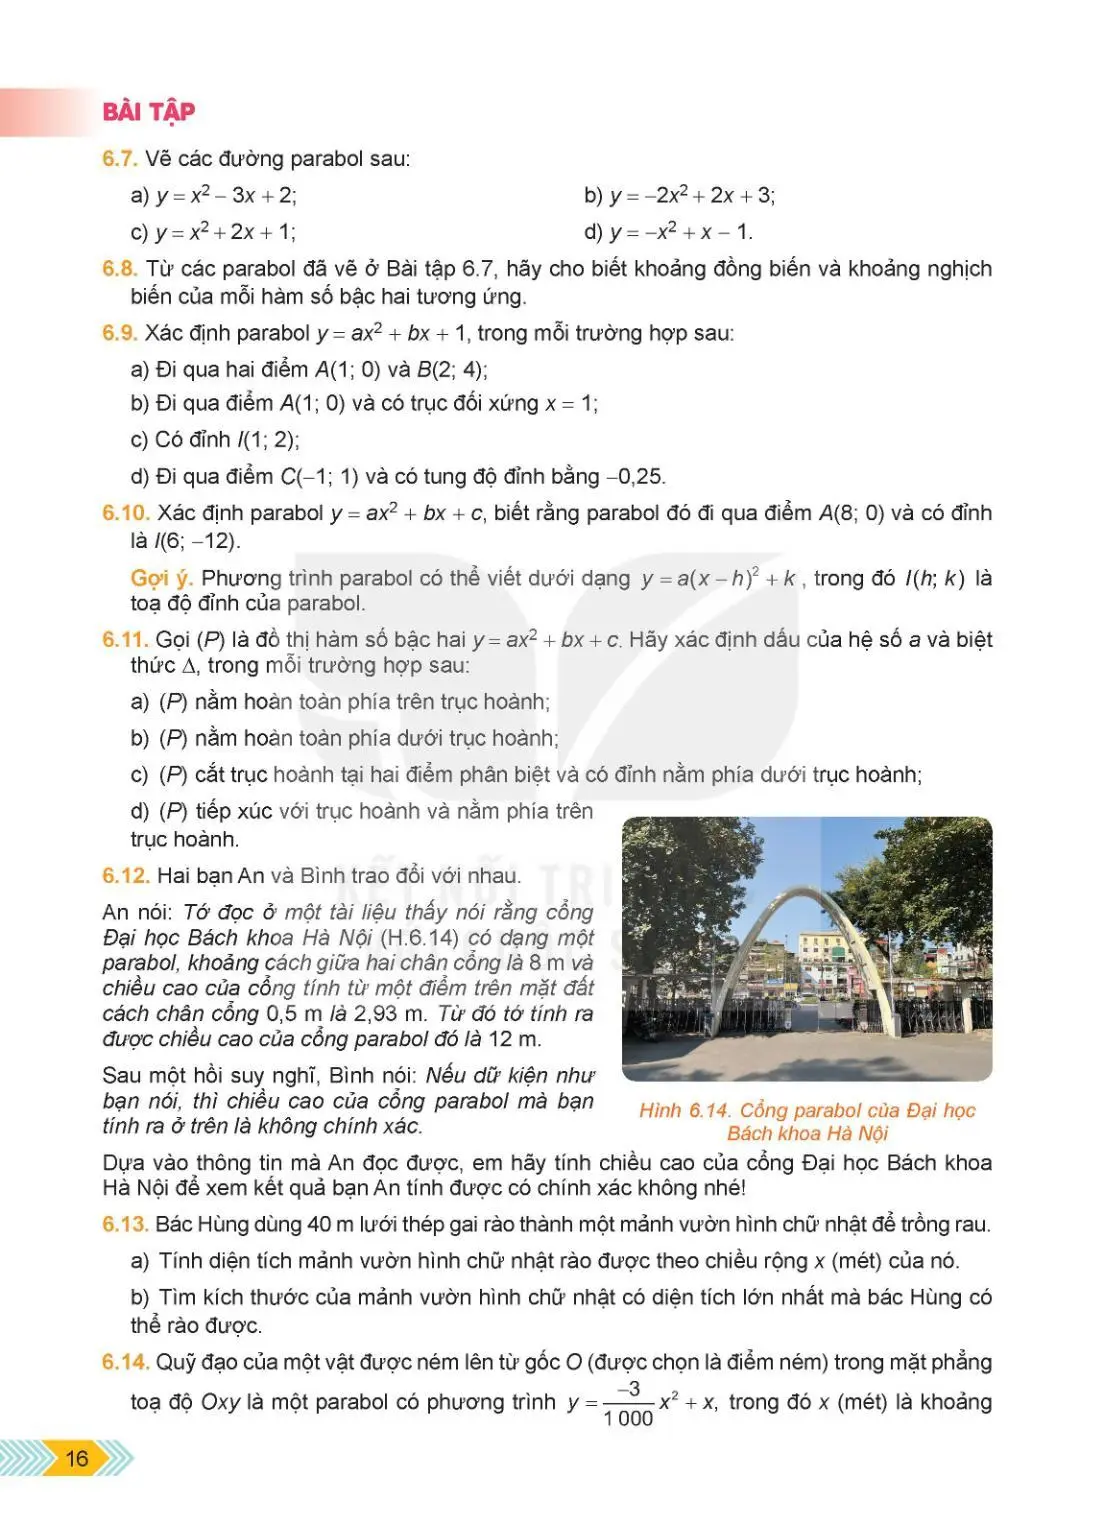 BÀI TẬP
6.7. Vẽ các đường parabol sau:
a) y = x² – 3x + 2; b) y = –2x² + 2x + 3;
c) y = x² + 2x + 1; d) y = –x² + x – 1.
6.8. Từ các parabol đã vẽ ở Bài tập 6.7, hãy cho biết khoảng đồng biến và khoảng nghịch
biến của mỗi hàm số bậc hai tương ứng.
6.9. Xác định parabol y = ax² + bx + 1, trong mỗi trường hợp sau:
a) Đi qua hai điểm A(1; 0) và B(2; 4);
b) Đi qua điểm A(1; 0) và có trục đối xứng x = 1;
c) Có đỉnh I(1; 2);
d) Đi qua điểm C(–1; 1) và có tung độ đỉnh bằng –0,25.
6.10. Xác định parabol y = ax² + bx + c, biết rằng parabol đó đi qua điểm A(8; 0) và có đỉnh
là I(6; –12).
Gợi ý. Phương trình parabol có thể viết dưới dạng y = a(x – h)² + k , trong đó I(h; k) là
toạ độ đỉnh của parabol.
6.11. Gọi (P) là đồ thị hàm số bậc hai y = ax² + bx + c. Hãy xác định dấu của hệ số a và biệt
thức Δ, trong mỗi trường hợp sau:
a) (P) nằm hoàn toàn phía trên trục hoành;
b) (P) nằm hoàn toàn phía dưới trục hoành;
c) (P) cắt trục hoành tại hai điểm phân biệt và có đỉnh nằm phía dưới trục hoành;
d) (P) tiếp xúc với trục hoành và nằm phía trên
trục hoành.
6.12. Hai bạn An và Bình trao đổi với nhau.
An nói: Tớ đọc ở một tài liệu thấy nói rằng cổng
Đại học Bách khoa Hà Nội (H.6.14) có dạng một
parabol, khoảng cách giữa hai chân cổng là 8 m và
chiều cao của cổng tính từ một điểm trên mặt đất
cách chân cổng 0,5 m là 2,93 m. Từ đó tớ tính ra
được chiều cao của cổng parabol đó là 12 m.
Sau một hồi suy nghĩ, Bình nói: Nếu dữ kiện như
bạn nói, thì chiều cao của cổng parabol mà bạn
tính ra ở trên là không chính xác.
Hình 6.14. Cổng parabol của Đại học
Bách khoa Hà Nội
Dựa vào thông tin mà An đọc được, em hãy tính chiều cao của cổng Đại học Bách khoa
Hà Nội để xem kết quả bạn An tính được có chính xác không nhé!
6.13. Bác Hùng dùng 40 m lưới thép gai rào thành một mảnh vườn hình chữ nhật để trồng rau.
a) Tính diện tích mảnh vườn hình chữ nhật rào được theo chiều rộng x (mét) của nó.
b) Tìm kích thước của mảnh vườn hình chữ nhật có diện tích lớn nhất mà bác Hùng có
thể rào được.
6.14. Quỹ đạo của một vật được ném lên từ gốc O (được chọn là điểm ném) trong mặt phẳng
toạ độ Oxy là một parabol có phương trình y = –3/1 000 x² + x, trong đó x (mét) là khoảng
16